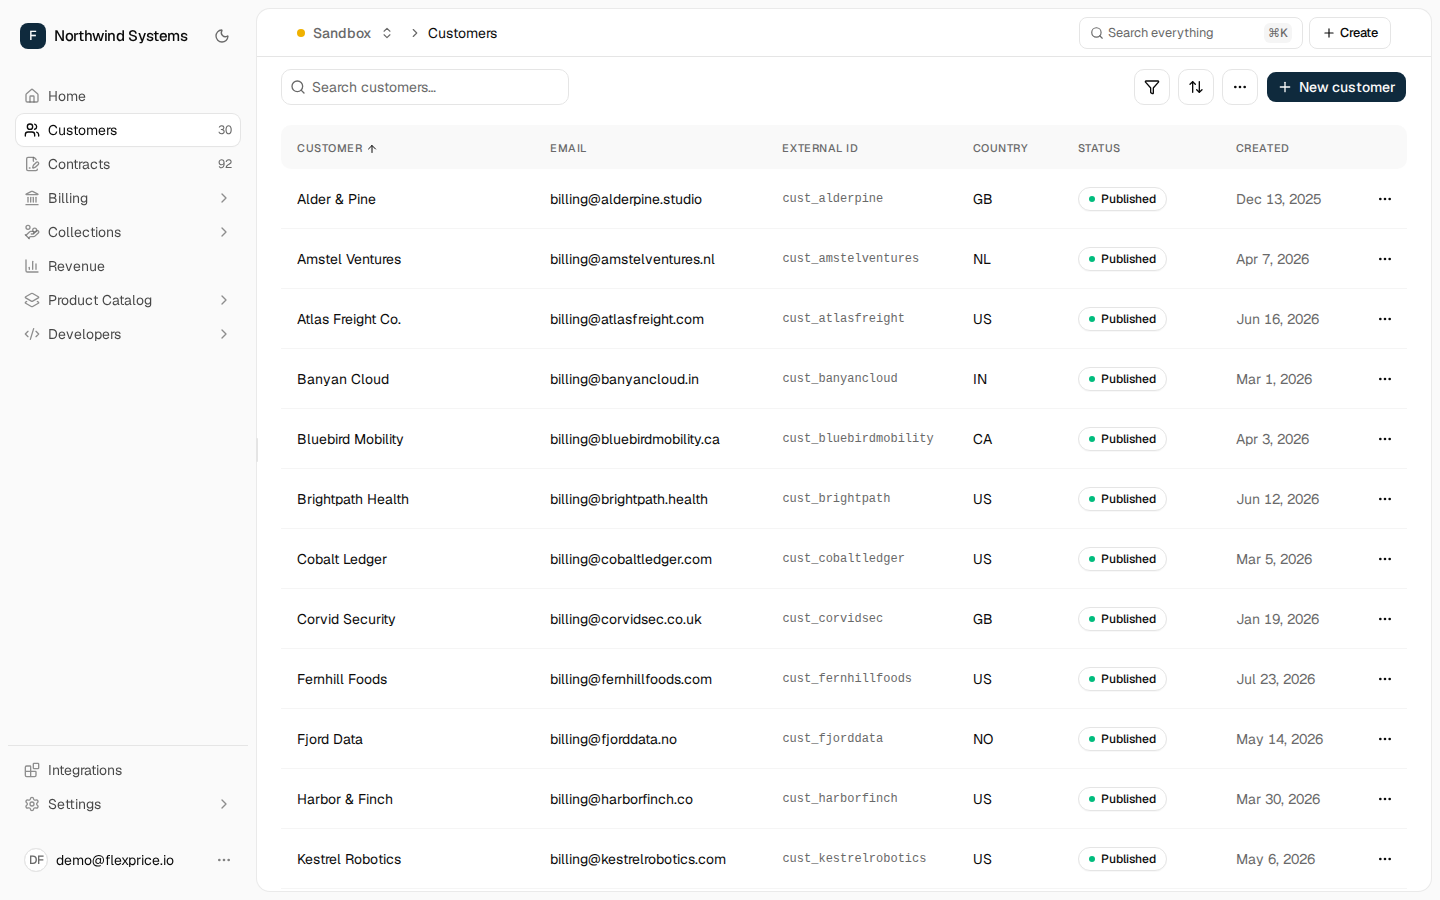 F Northwind Systems
Home
Customers 30
Contracts 92
Billing
Collections
Revenue
Product Catalog
Developers
Integrations
Settings
DF demo@flexprice.io
Sandbox Customers
Search everything ⌘K
Create
Search customers...
New customer
CUSTOMER EMAIL EXTERNAL ID COUNTRY STATUS CREATED
Alder & Pine billing@alderpine.studio cust_alderpine GB Published Dec 13, 2025
Amstel Ventures billing@amstelventures.nl cust_amstelventures NL Published Apr 7, 2026
Atlas Freight Co. billing@atlasfreight.com cust_atlasfreight US Published Jun 16, 2026
Banyan Cloud billing@banyancloud.in cust_banyancloud IN Published Mar 1, 2026
Bluebird Mobility billing@bluebirdmobility.ca cust_bluebirdmobility CA Published Apr 3, 2026
Brightpath Health billing@brightpath.health cust_brightpath US Published Jun 12, 2026
Cobalt Ledger billing@cobaltledger.com cust_cobaltledger US Published Mar 5, 2026
Corvid Security billing@corvidsec.co.uk cust_corvidsec GB Published Jan 19, 2026
Fernhill Foods billing@fernhillfoods.com cust_fernhillfoods US Published Jul 23, 2026
Fjord Data billing@fjorddata.no cust_fjorddata NO Published May 14, 2026
Harbor & Finch billing@harborfinch.co cust_harborfinch US Published Mar 30, 2026
Kestrel Robotics billing@kestrelrobotics.com cust_kestrelrobotics US Published May 6, 2026